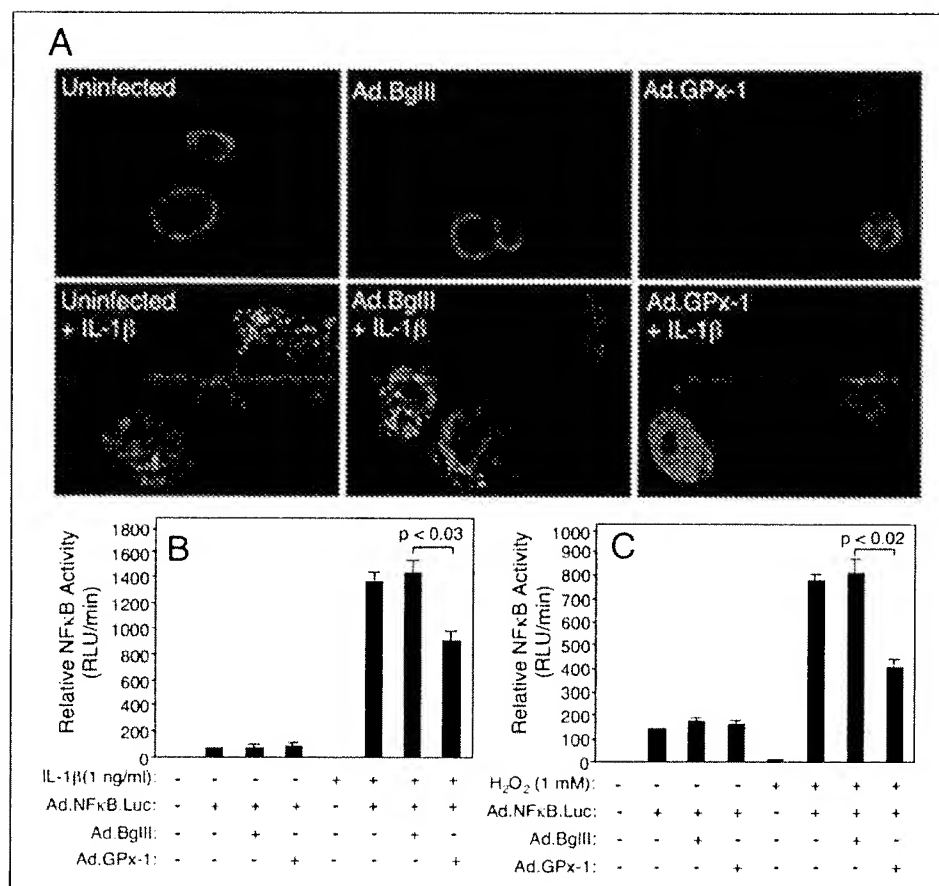 A
Uninfected
Ad.BglII
Ad.GPx-1
Uninfected
+ IL-1β
Ad.BglII
+ IL-1β
Ad.GPx-1
+ IL-1β
B
p < 0.03
Relative NFκB Activity
(RLU/min)
1800
1600
1400
1200
1000
800
600
400
200
0
IL-1β(1 ng/ml): - - - - + + + +
Ad.NFκB.Luc: - + + + - + + +
Ad.BglII: - - + - - - + -
Ad.GPx-1: - - - + - - - +
C
p < 0.02
Relative NFκB Activity
(RLU/min)
1000
900
800
700
600
500
400
300
200
100
0
H₂O₂ (1 mM): - - - - + + + +
Ad.NFκB.Luc: - + + + - + + +
Ad.BglII: - - + - - - + -
Ad.GPx-1: - - - + - - - +